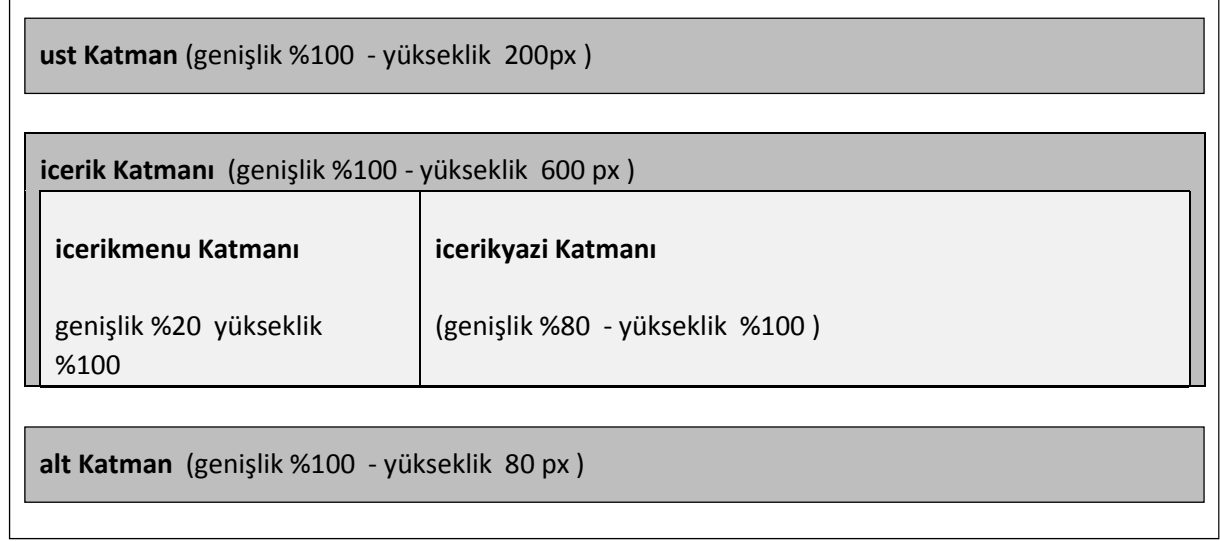 ust Katman (genişlik %100 - yükseklik 200px )
icerik Katmanı (genişlik %100 - yükseklik 600 px )
icerikmenu Katmanı
genişlik %20 yükseklik
%100
icerikyazi Katmanı
(genişlik %80 - yükseklik %100 )
alt Katman (genişlik %100 - yükseklik 80 px )